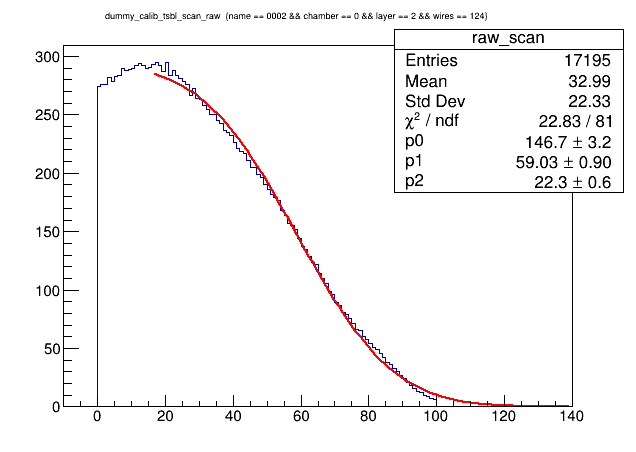 dummy_calib_tsbl_scan_raw (name == 0002 && chamber == 0 && layer == 2 && wires == 124)
raw_scan
Entries 17195
Mean 32.99
Std Dev 22.33
χ² / ndf 22.83 / 81
p0 146.7 ± 3.2
p1 59.03 ± 0.90
p2 22.3 ± 0.6
300
250
200
150
100
50
0
0 20 40 60 80 100 120 140